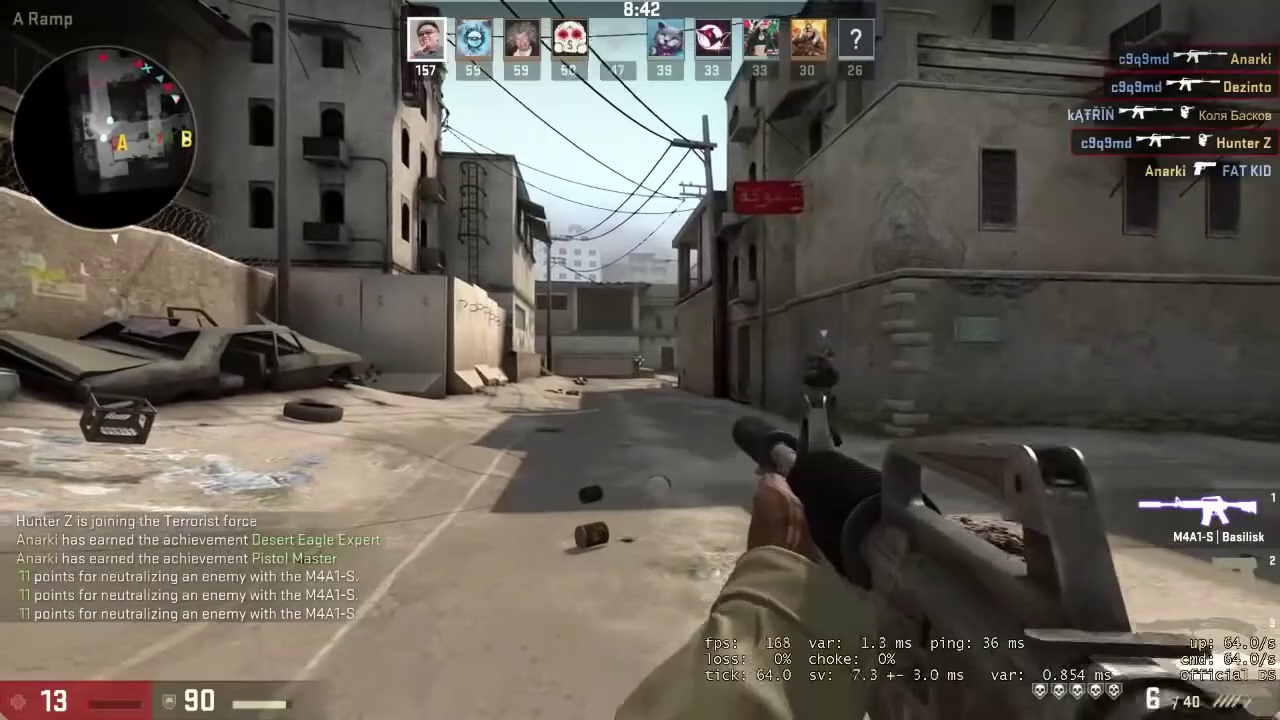 A Ramp
8:42
157 55 59 50 47 39 33 33 30 26
?
A B
c9q9md Anarki
c9q9md Dezinto
kĄŤŘĪŇ Коля Басков
c9q9md Hunter Z
Anarki FAT KID
Hunter Z is joining the Terrorist force
Anarki has earned the achievement Desert Eagle Expert
Anarki has earned the achievement Pistol Master
11 points for neutralizing an enemy with the M4A1-S.
11 points for neutralizing an enemy with the M4A1-S.
11 points for neutralizing an enemy with the M4A1-S.
1
M4A1-S | Basilisk
2
3
fps: 168 var: 1.3 ms ping: 36 ms up: 64.0/s
loss: 0% choke: 0% cmd: 64.0/s
tick: 64.0 sv: 7.3 +- 3.0 ms var: 0.854 ms official DS
13 90 6 / 40